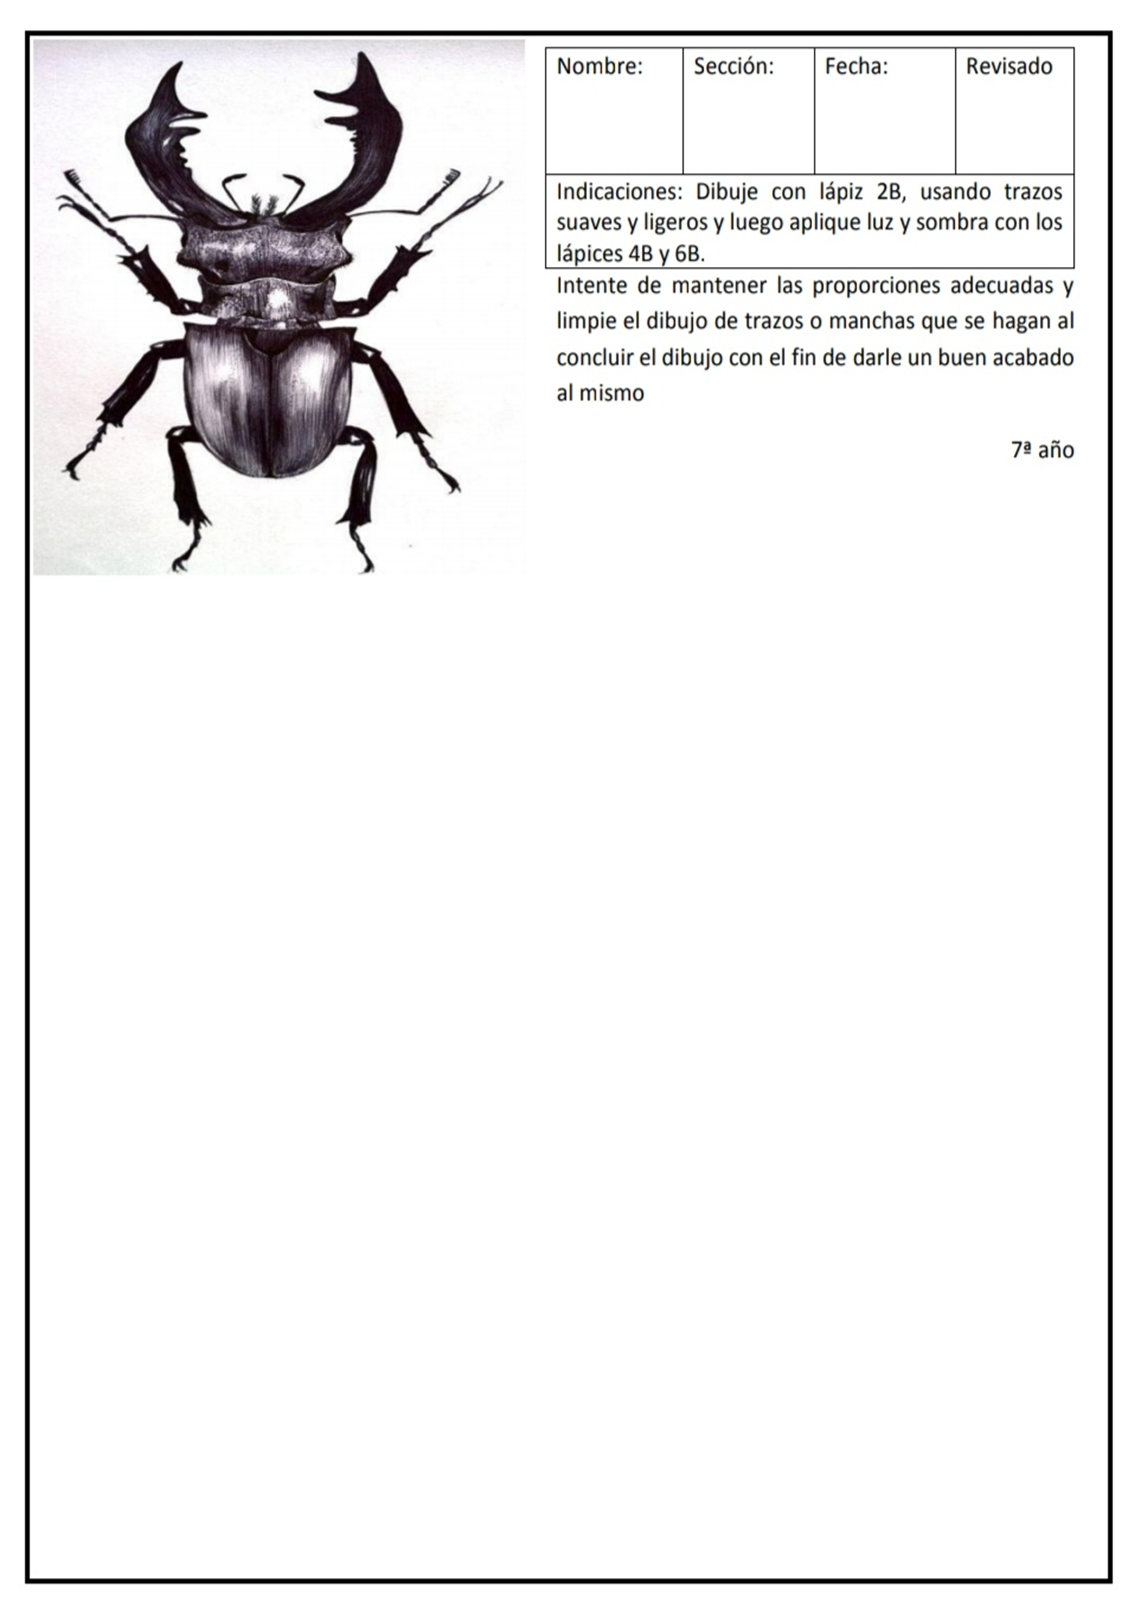 Nombre:
Sección:
Fecha:
Revisado
Indicaciones: Dibuje con lápiz 2B, usando trazos
suaves y ligeros y luego aplique luz y sombra con los
lápices 4B y 6B.
Intente de mantener las proporciones adecuadas y
limpie el dibujo de trazos o manchas que se hagan al
concluir el dibujo con el fin de darle un buen acabado
al mismo
7ª año